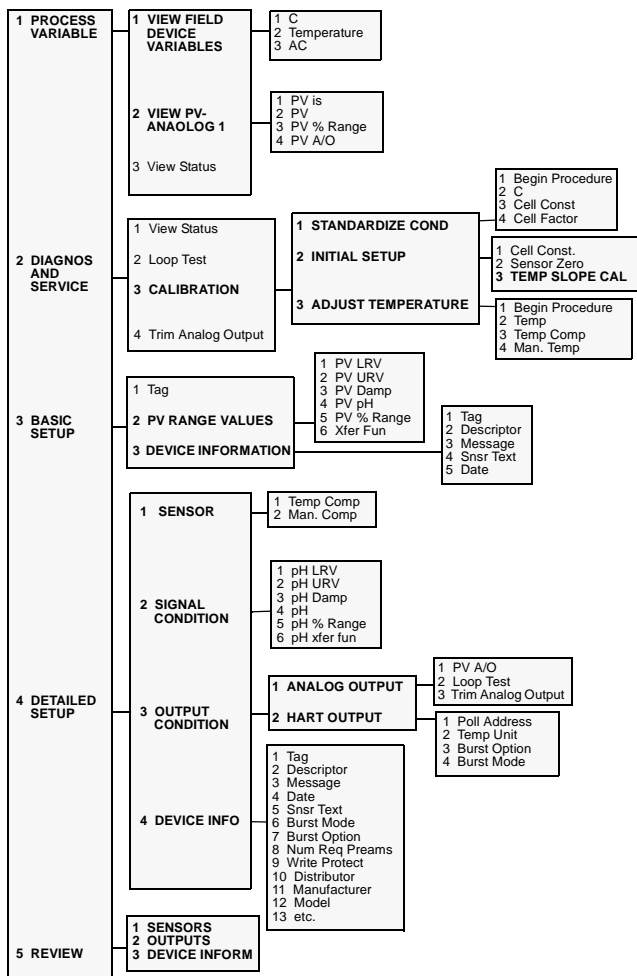 1 PROCESS
VARIABLE
1 VIEW FIELD
DEVICE
VARIABLES
1 C
2 Temperature
3 AC
2 VIEW PV-
ANAOLOG 1
1 PV is
2 PV
3 PV % Range
4 PV A/O
3 View Status
2 DIAGNOS
AND
SERVICE
1 View Status
2 Loop Test
3 CALIBRATION
4 Trim Analog Output
1 STANDARDIZE COND
2 INITIAL SETUP
3 ADJUST TEMPERATURE
1 Begin Procedure
2 C
3 Cell Const
4 Cell Factor
1 Cell Const.
2 Sensor Zero
3 TEMP SLOPE CAL
1 Begin Procedure
2 Temp
3 Temp Comp
4 Man. Temp
3 BASIC
SETUP
1 Tag
2 PV RANGE VALUES
3 DEVICE INFORMATION
1 PV LRV
2 PV URV
3 PV Damp
4 PV pH
5 PV % Range
6 Xfer Fun
1 Tag
2 Descriptor
3 Message
4 Snsr Text
5 Date
4 DETAILED
SETUP
1 SENSOR
1 Temp Comp
2 Man. Comp
2 SIGNAL
CONDITION
1 pH LRV
2 pH URV
3 pH Damp
4 pH
5 pH % Range
6 pH xfer fun
3 OUTPUT
CONDITION
1 ANALOG OUTPUT
2 HART OUTPUT
1 PV A/O
2 Loop Test
3 Trim Analog Output
1 Poll Address
2 Temp Unit
3 Burst Option
4 Burst Mode
4 DEVICE INFO
1 Tag
2 Descriptor
3 Message
4 Date
5 Snsr Text
6 Burst Mode
7 Burst Option
8 Num Req Preams
9 Write Protect
10 Distributor
11 Manufacturer
12 Model
13 etc.
5 REVIEW
1 SENSORS
2 OUTPUTS
3 DEVICE INFORM